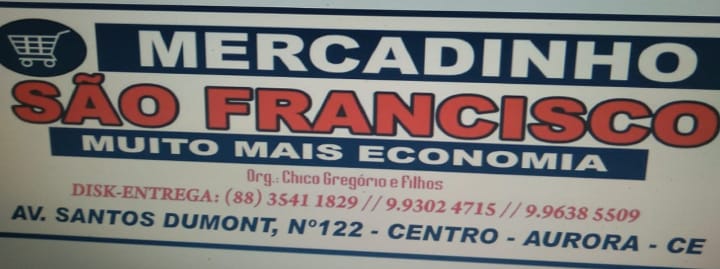 MERCADINHO
SÃO FRANCISCO
MUITO MAIS ECONOMIA
Org.: Chico Gregório e Filhos
DISK-ENTREGA: (88) 3541 1829 // 9.9302 4715 // 9.9638 5509
AV. SANTOS DUMONT, Nº122 - CENTRO - AURORA - CE